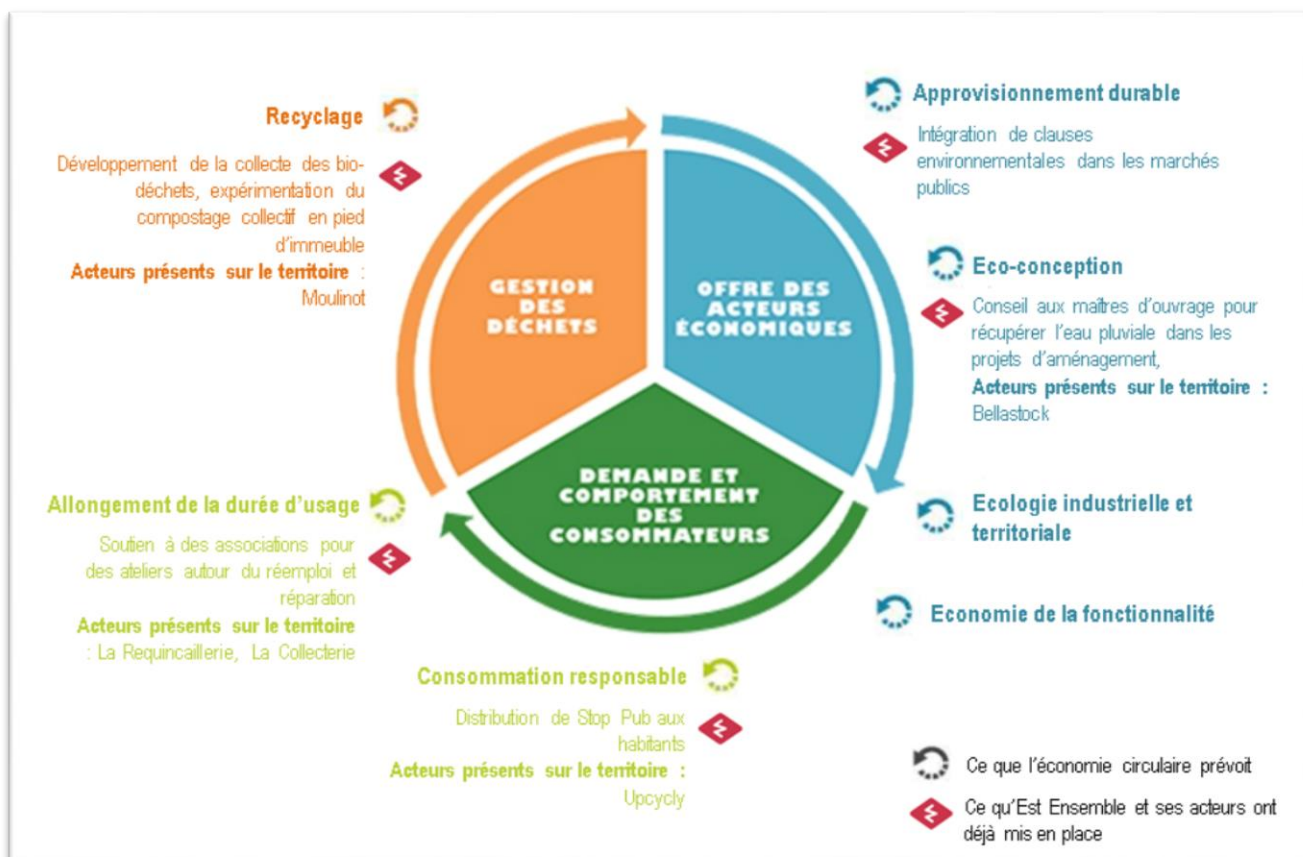 Recyclage
Développement de la collecte des bio-
déchets, expérimentation du
compostage collectif en pied
d'immeuble
Acteurs présents sur le territoire :
Moulinot
GESTION
DES
DÉCHETS
OFFRE DES
ACTEURS
ÉCONOMIQUES
DEMANDE ET
COMPORTEMENT
DES
CONSOMMATEURS
Approvisionnement durable
Intégration de clauses
environnementales dans les marchés
publics
Eco-conception
Conseil aux maîtres d'ouvrage pour
récupérer l'eau pluviale dans les
projets d'aménagement,
Acteurs présents sur le territoire :
Bellastock
Ecologie industrielle et
territoriale
Economie de la fonctionnalité
Allongement de la durée d'usage
Soutien à des associations pour
des ateliers autour du réemploi et
réparation
Acteurs présents sur le territoire
: La Requincaillerie, La Collecterie
Consommation responsable
Distribution de Stop Pub aux
habitants
Acteurs présents sur le territoire :
Upcycly
Ce que l'économie circulaire prévoit
Ce qu'Est Ensemble et ses acteurs ont
déjà mis en place